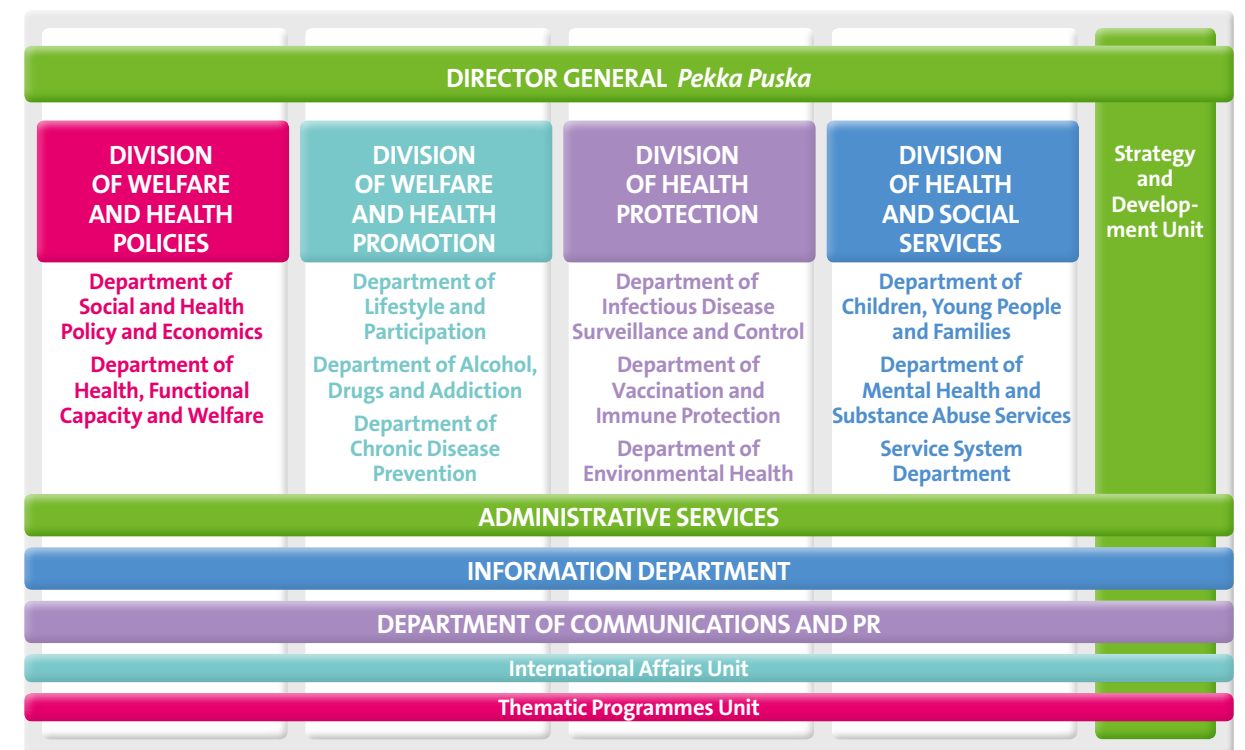 DIRECTOR GENERAL Pekka Puska
DIVISION
OF WELFARE
AND HEALTH
POLICIES
Department of
Social and Health
Policy and Economics
Department of
Health, Functional
Capacity and Welfare
DIVISION
OF WELFARE
AND HEALTH
PROMOTION
Department of
Lifestyle and
Participation
Department of Alcohol,
Drugs and Addiction
Department of
Chronic Disease
Prevention
DIVISION
OF HEALTH
PROTECTION
Department of
Infectious Disease
Surveillance and Control
Department of
Vaccination and
Immune Protection
Department of
Environmental Health
DIVISION
OF HEALTH
AND SOCIAL
SERVICES
Department of
Children, Young People
and Families
Department of
Mental Health and
Substance Abuse Services
Service System
Department
Strategy
and
Develop-
ment Unit
ADMINISTRATIVE SERVICES
INFORMATION DEPARTMENT
DEPARTMENT OF COMMUNICATIONS AND PR
International Affairs Unit
Thematic Programmes Unit